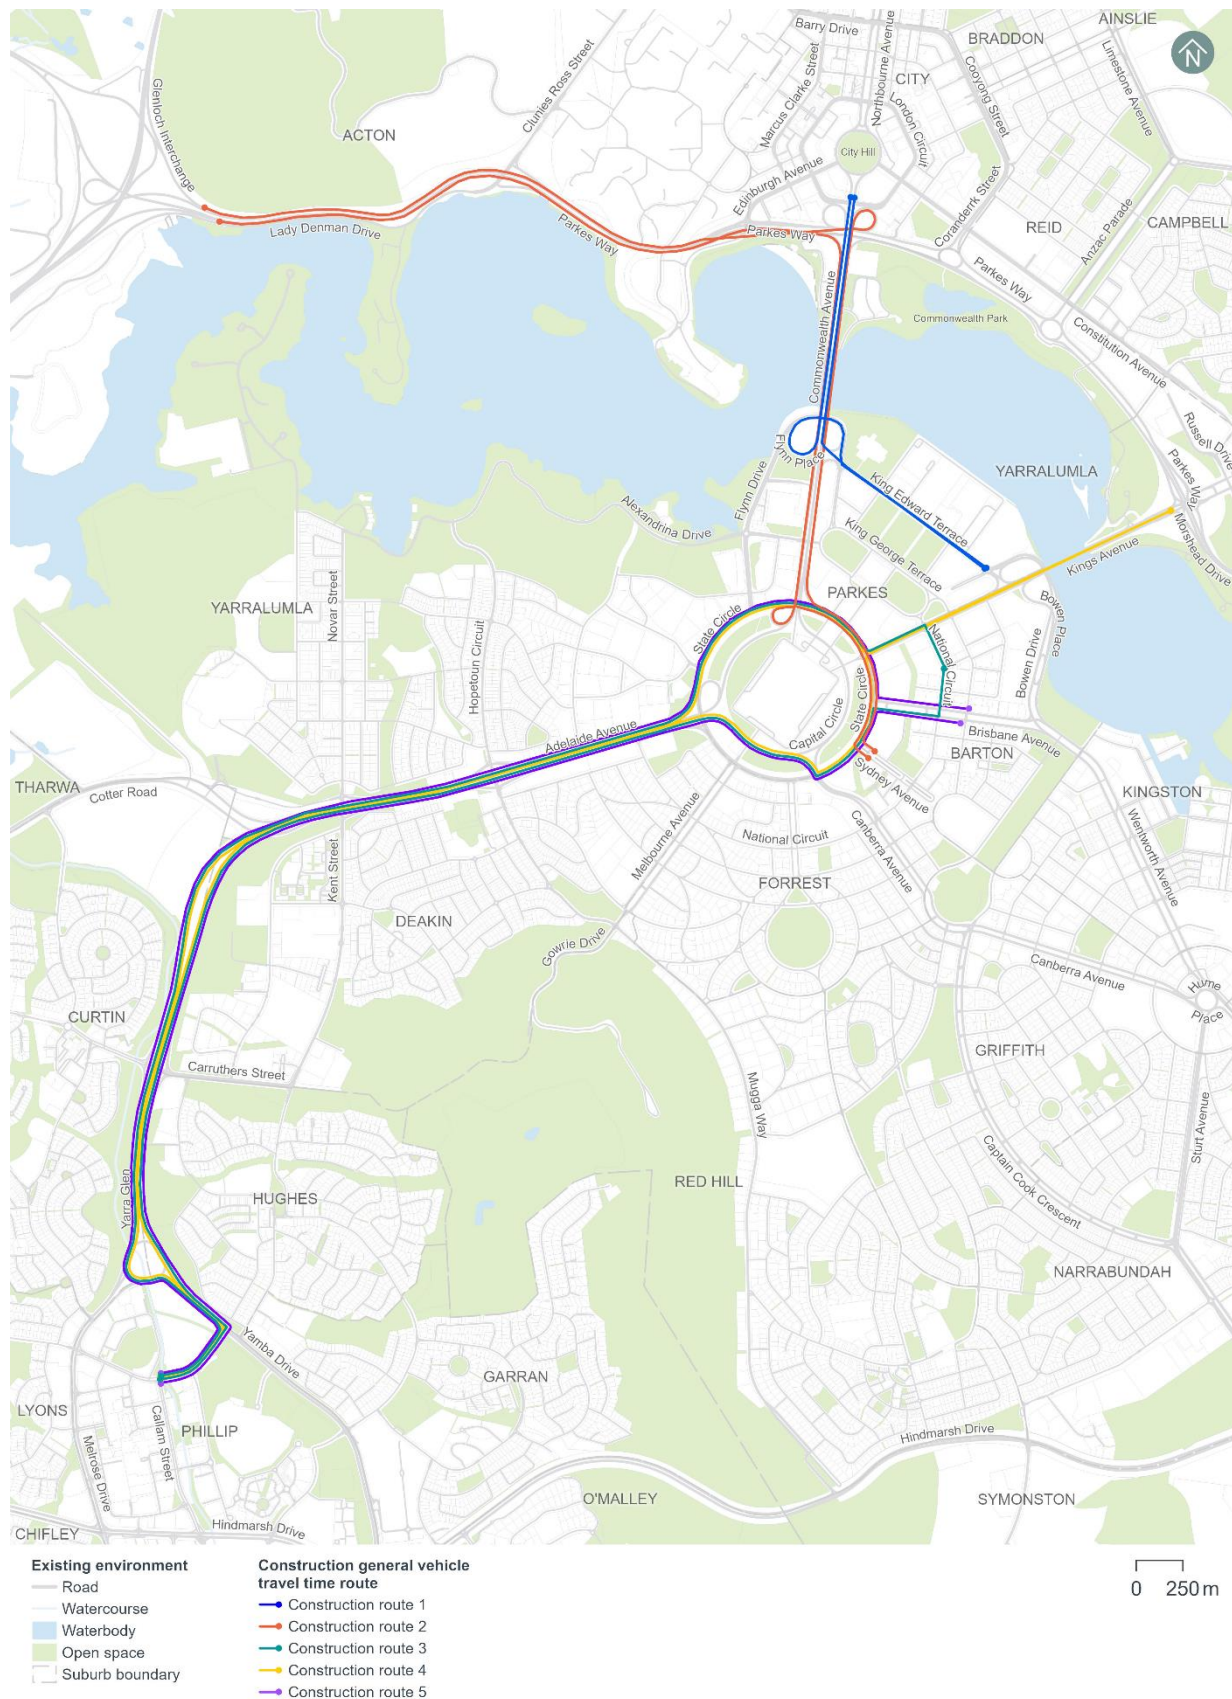 AINSLIE
Barry Drive
BRADDON
N
Northbourne Avenue
Limestone Avenue
Marcus Clarke Street
Cooyong Street
CITY
Clunies Ross Street
Glenloch Interchange
London Circuit
ACTON
City Hill
Edinburgh Avenue
Coranderrk Street
Anzac Parade
CAMPBELL
REID
Lady Denman Drive
Parkes Way
Parkes Way
Parkes Way
Commonwealth Avenue
Commonwealth Park
Constitution Avenue
Russell Drive
Flynn Place
Parkes Way
YARRALUMLA
Flynn Drive
King Edward Terrace
Alexandrina Drive
King George Terrace
Kings Avenue
Morshead Drive
PARKES
YARRALUMLA
Novar Street
Bowen Place
State Circle
National Circuit
Hopetoun Circuit
Bowen Drive
State Circle
Capital Circle
Adelaide Avenue
Brisbane Avenue
BARTON
Sydney Avenue
THARWA
Cotter Road
KINGSTON
Melbourne Avenue
National Circuit
Canberra Avenue
Wentworth Avenue
Kent Street
FORREST
DEAKIN
Gowrie Drive
Canberra Avenue
Hume
Place
CURTIN
GRIFFITH
Carruthers Street
Mugga Way
Sturt Avenue
Captain Cook Crescent
RED HILL
HUGHES
Yarra Glen
NARRABUNDAH
Yamba Drive
GARRAN
LYONS
PHILLIP
Callam Street
Melrose Drive
Hindmarsh Drive
O'MALLEY
SYMONSTON
CHIFLEY
Hindmarsh Drive
Existing environment
Road
Watercourse
Waterbody
Open space
Suburb boundary
Construction general vehicle
travel time route
Construction route 1
Construction route 2
Construction route 3
Construction route 4
Construction route 5
0 250 m